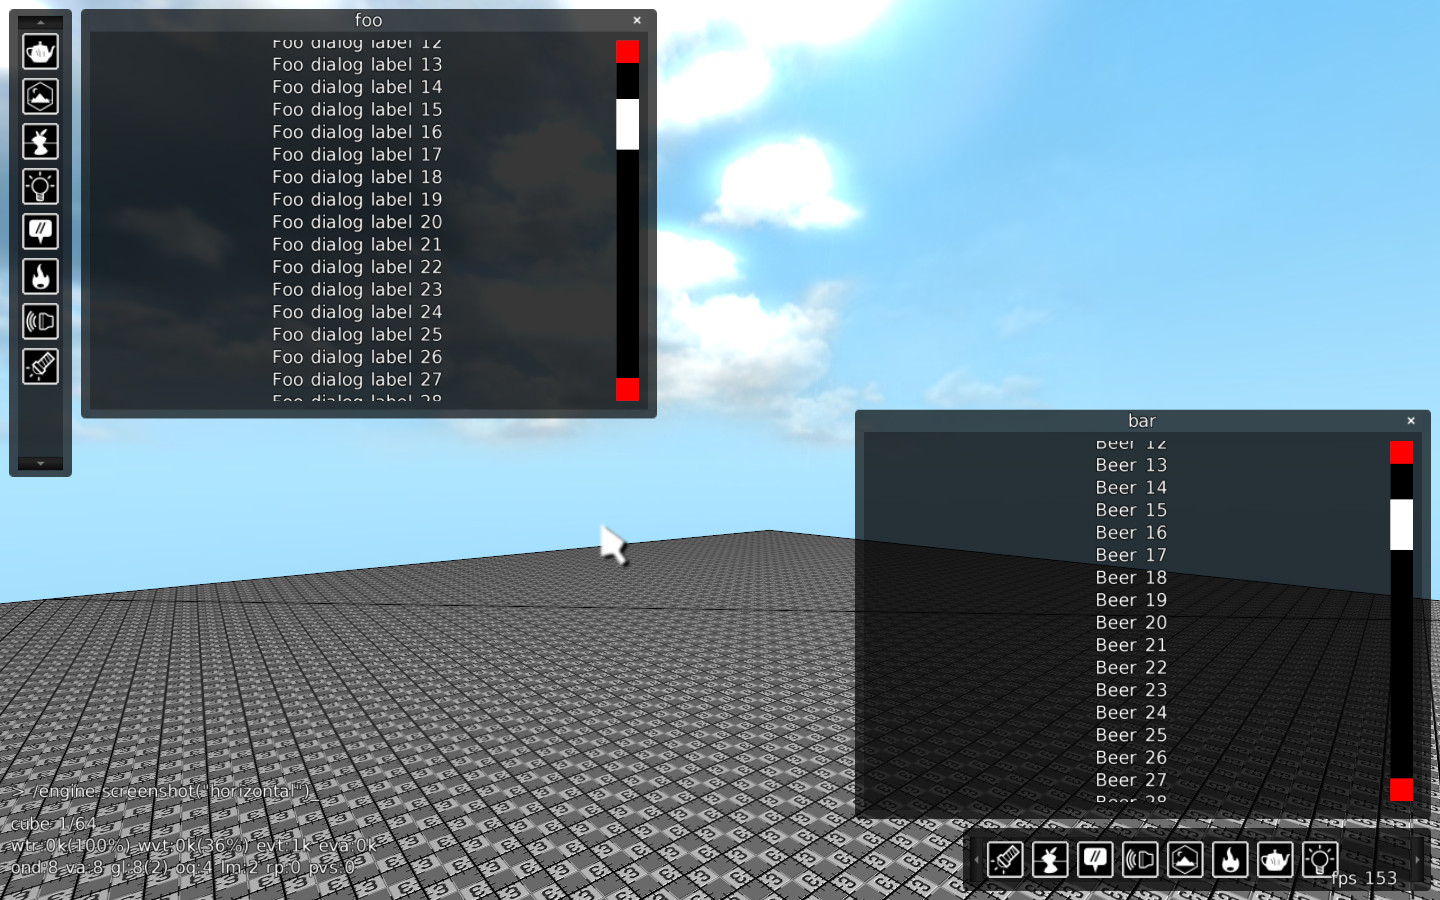 foo
×
Foo dialog label 12
Foo dialog label 13
Foo dialog label 14
Foo dialog label 15
Foo dialog label 16
Foo dialog label 17
Foo dialog label 18
Foo dialog label 19
Foo dialog label 20
Foo dialog label 21
Foo dialog label 22
Foo dialog label 23
Foo dialog label 24
Foo dialog label 25
Foo dialog label 26
Foo dialog label 27
Foo dialog label 28
bar
×
Beer 12
Beer 13
Beer 14
Beer 15
Beer 16
Beer 17
Beer 18
Beer 19
Beer 20
Beer 21
Beer 22
Beer 23
Beer 24
Beer 25
Beer 26
Beer 27
Beer 28
> /engine.screenshot("horizontal")_
cube 1/64
wtr:0k(100%) wvt:0k(36%) evt:1k eva:0k
ond:8 va:8 gl:8(2) oq:4 lm:2 rp:0 pvs:0
fps 153